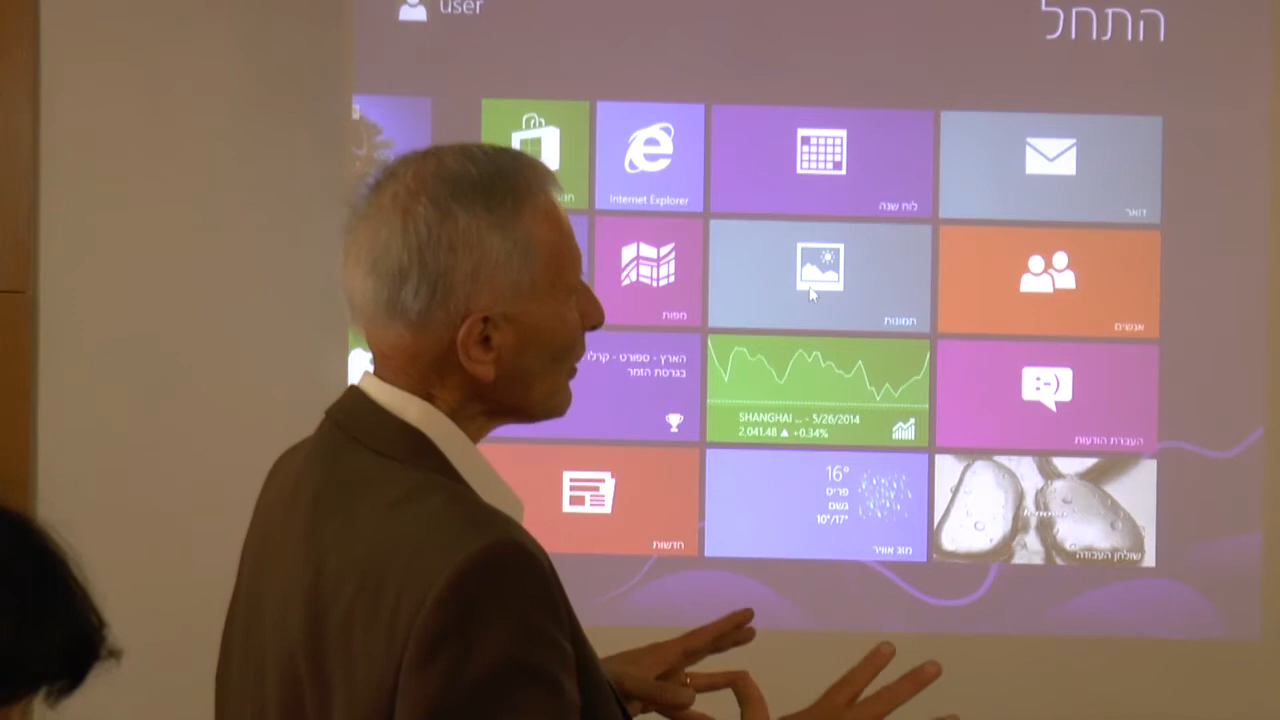 התחל
user
דואר
לוח שנה
Internet Explorer
אנשים
תמונות
מפות
העברת הודעות
SHANGHAI ... - 5/26/2014
2,041.48 ▲ +0.34%
הארץ - ספורט - קרלו
בגרסת הזמר
שולחן העבודה
lenovo
16°
פריס
גשם
10°/17°
מזג אוויר
חדשות